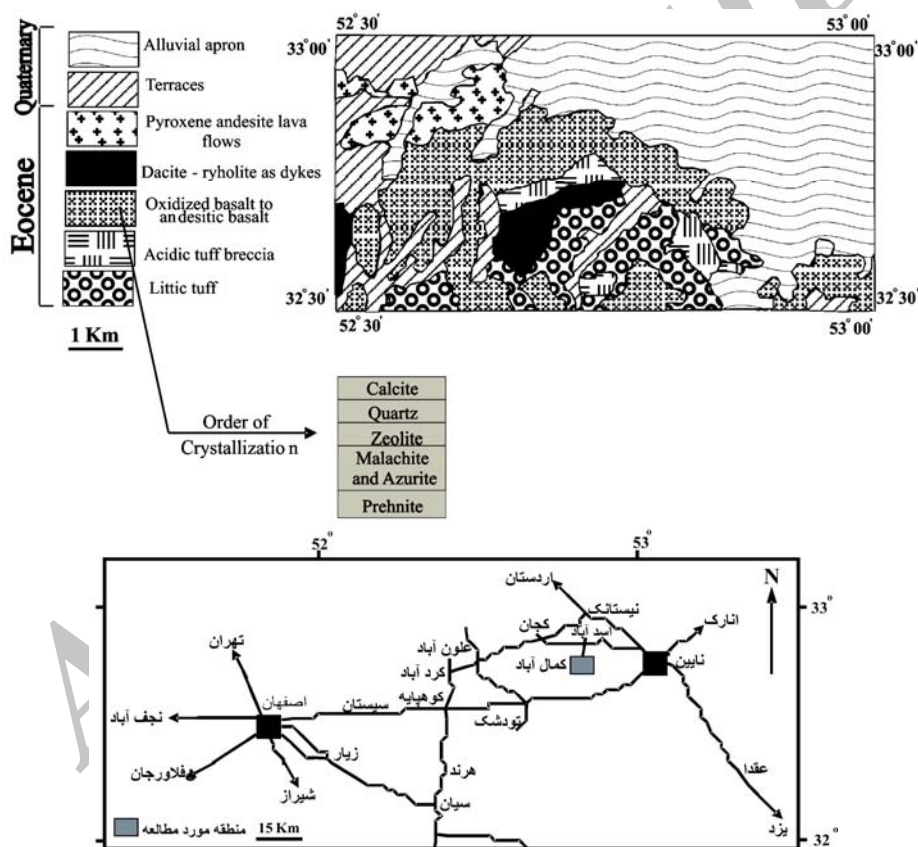 Quaternary
Eocene
Alluvial apron
Terraces
Pyroxene andesite lava
flows
Dacite - ryholite as dykes
Oxidized basalt to
andesitic basalt
Acidic tuff breccia
Littic tuff
1 Km
52˚30'
53˚00'
33˚00'
33˚00'
32˚30'
32˚30'
52˚30'
53˚00'
Order of
Crystallization
Calcite
Quartz
Zeolite
Malachite
and Azurite
Prehnite
52˚
53˚
N
33˚
32˚
اردستان
نیستانک
انارک
کجان
اسد آباد
تهران
علون آباد
کمال آباد
نایین
کرد آباد
اصفهان
سیستان
کوهپایه
نجف آباد
تودشک
زیار
فلاورجان
هرند
عقدا
شیراز
سیان
یزد
منطقه مورد مطالعه
15 Km